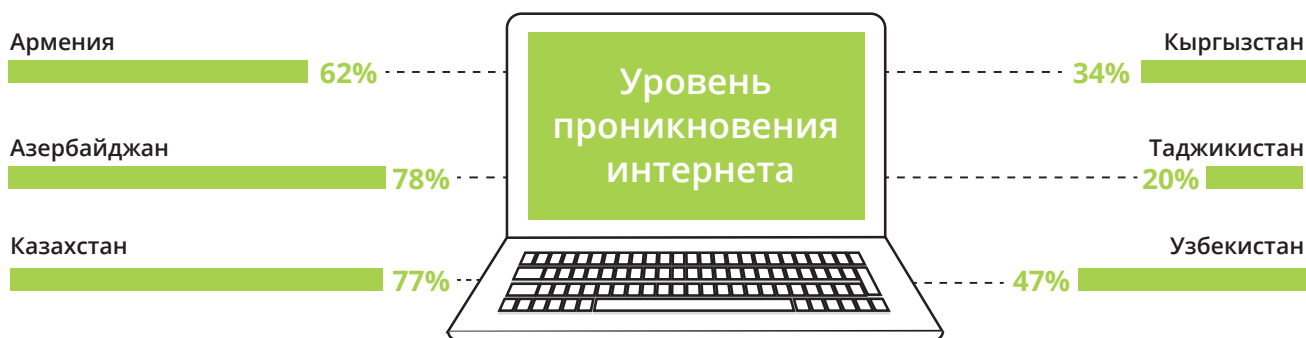 Армения
62%
Азербайджан
78%
Казахстан
77%
Уровень
проникновения
интернета
Кыргызстан
34%
Таджикистан
20%
Узбекистан
47%